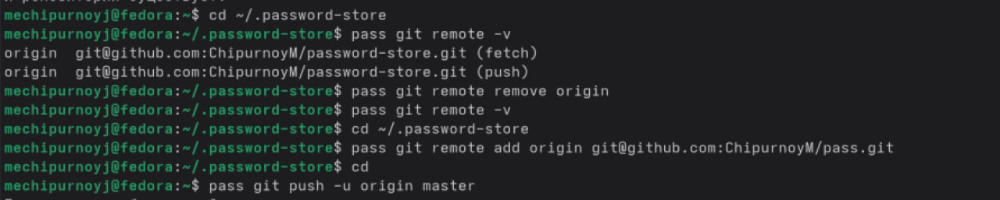 mechipurnoyj@fedora:~$ cd ~/.password-store
mechipurnoyj@fedora:~/.password-store$ pass git remote -v
origin  git@github.com:ChipurnoyM/password-store.git (fetch)
origin  git@github.com:ChipurnoyM/password-store.git (push)
mechipurnoyj@fedora:~/.password-store$ pass git remote remove origin
mechipurnoyj@fedora:~/.password-store$ pass git remote -v
mechipurnoyj@fedora:~/.password-store$ cd ~/.password-store
mechipurnoyj@fedora:~/.password-store$ pass git remote add origin git@github.com:ChipurnoyM/pass.git
mechipurnoyj@fedora:~/.password-store$ cd
mechipurnoyj@fedora:~$ pass git push -u origin master